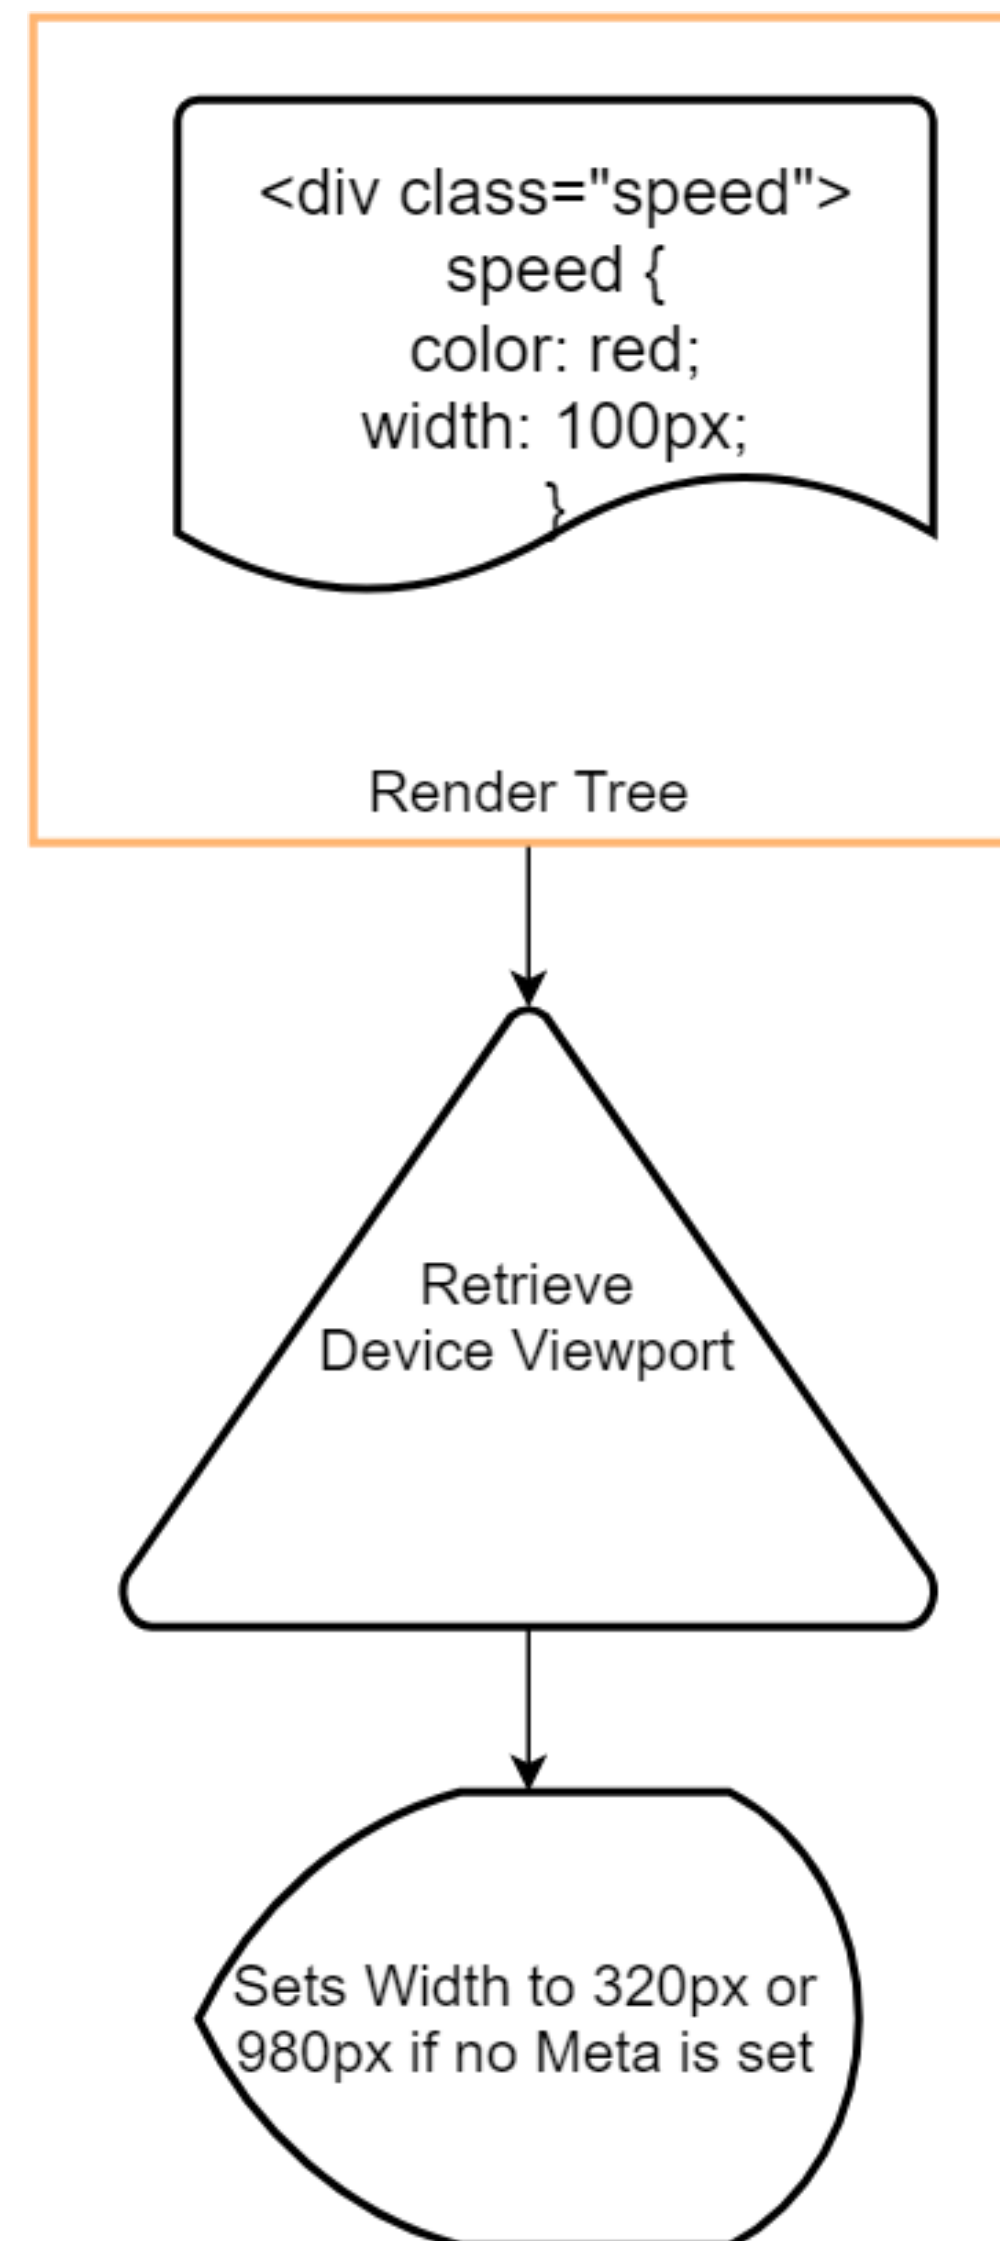 <div class="speed">
speed {
color: red;
width: 100px;
}
Render Tree
Retrieve
Device Viewport
Sets Width to 320px or
980px if no Meta is set